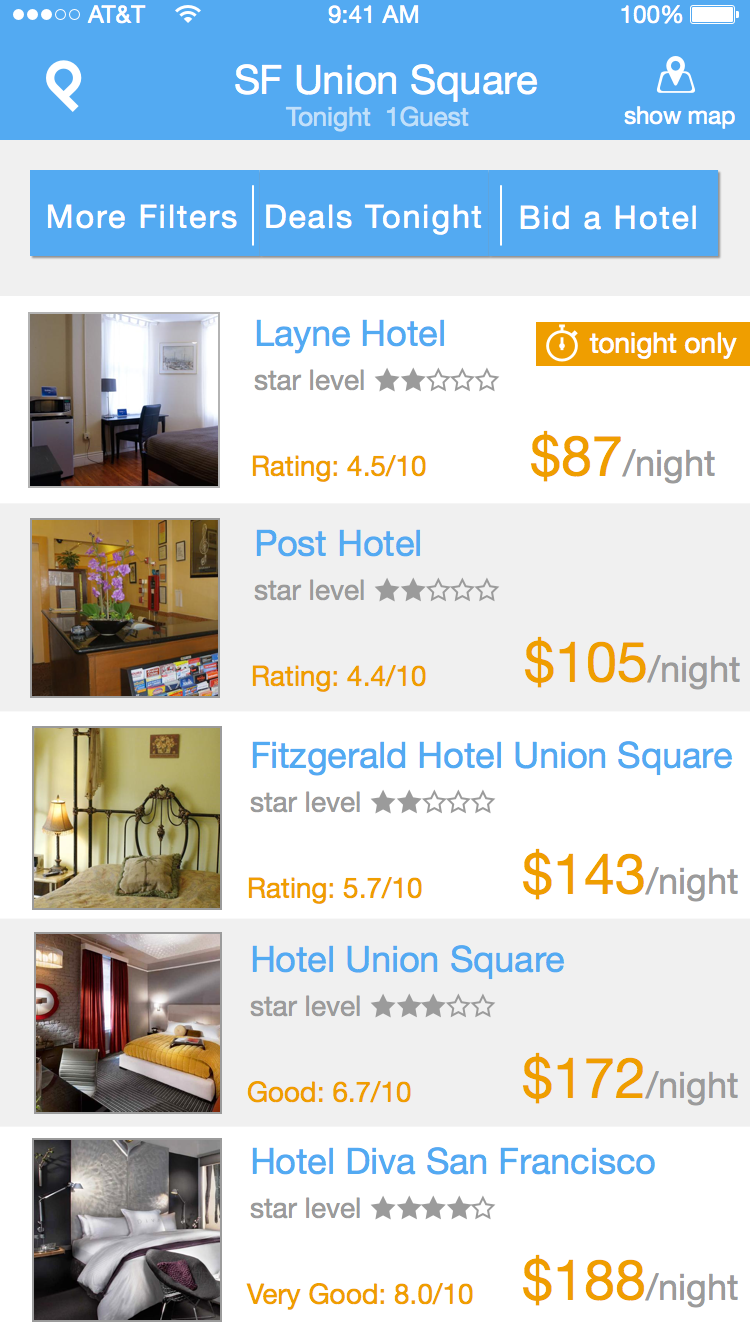 AT&T 9:41 AM 100%
SF Union Square
Tonight 1Guest
show map
More Filters Deals Tonight Bid a Hotel
Layne Hotel
tonight only
star level
Rating: 4.5/10 $87/night
Post Hotel
star level
Rating: 4.4/10 $105/night
Fitzgerald Hotel Union Square
star level
Rating: 5.7/10 $143/night
Hotel Union Square
star level
Good: 6.7/10 $172/night
Hotel Diva San Francisco
star level
Very Good: 8.0/10 $188/night